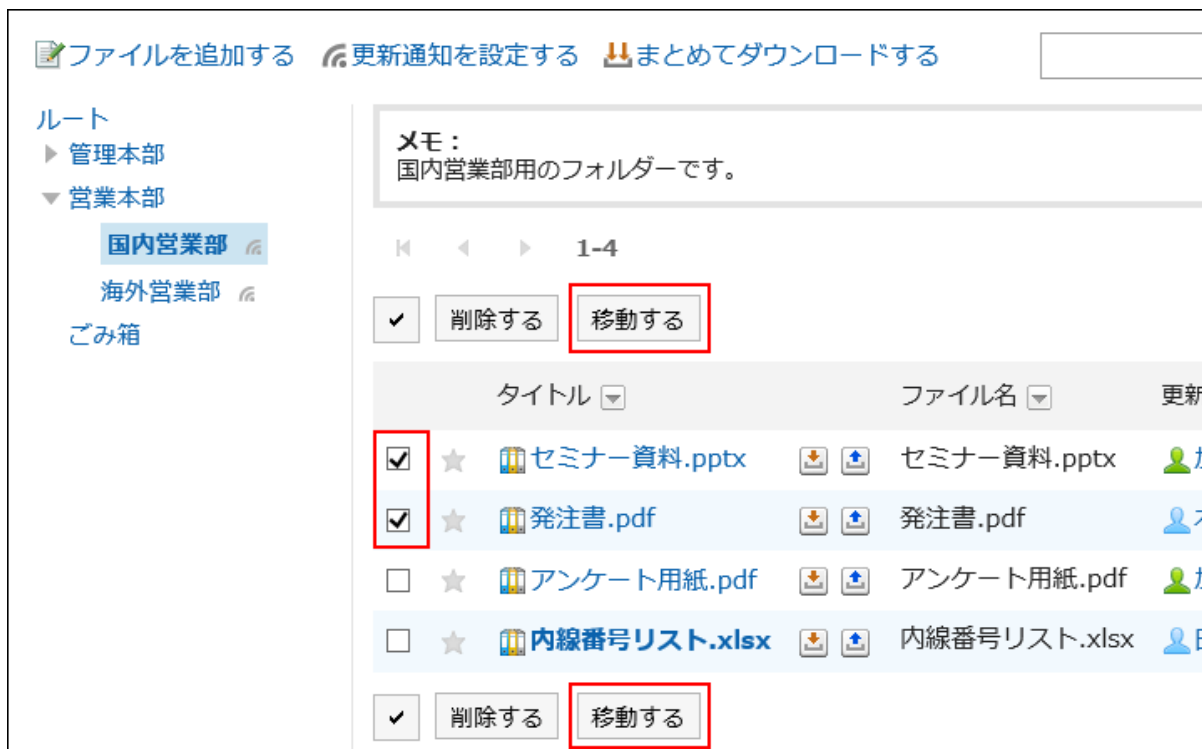 ファイルを追加する 更新通知を設定する まとめてダウンロードする
ルート
管理本部
営業本部
国内営業部
海外営業部
ごみ箱
メモ：
国内営業部用のフォルダーです。
1-4
削除する 移動する
タイトル ファイル名 更新
セミナー資料.pptx セミナー資料.pptx
発注書.pdf 発注書.pdf
アンケート用紙.pdf アンケート用紙.pdf
内線番号リスト.xlsx 内線番号リスト.xlsx
削除する 移動する